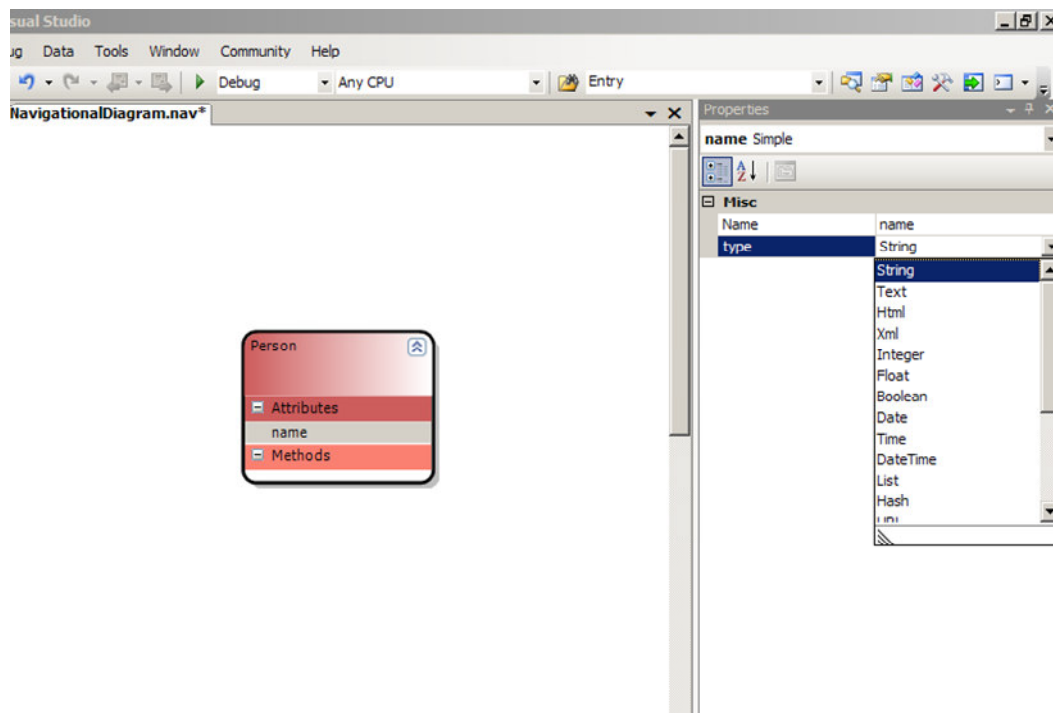 sual Studio
ug Data Tools Window Community Help
Debug Any CPU Entry
NavigationalDiagram.nav*
Properties
name Simple
Misc
Name name
type String
String
Text
Html
Xml
Integer
Float
Boolean
Date
Time
DateTime
List
Hash
Person
Attributes
name
Methods